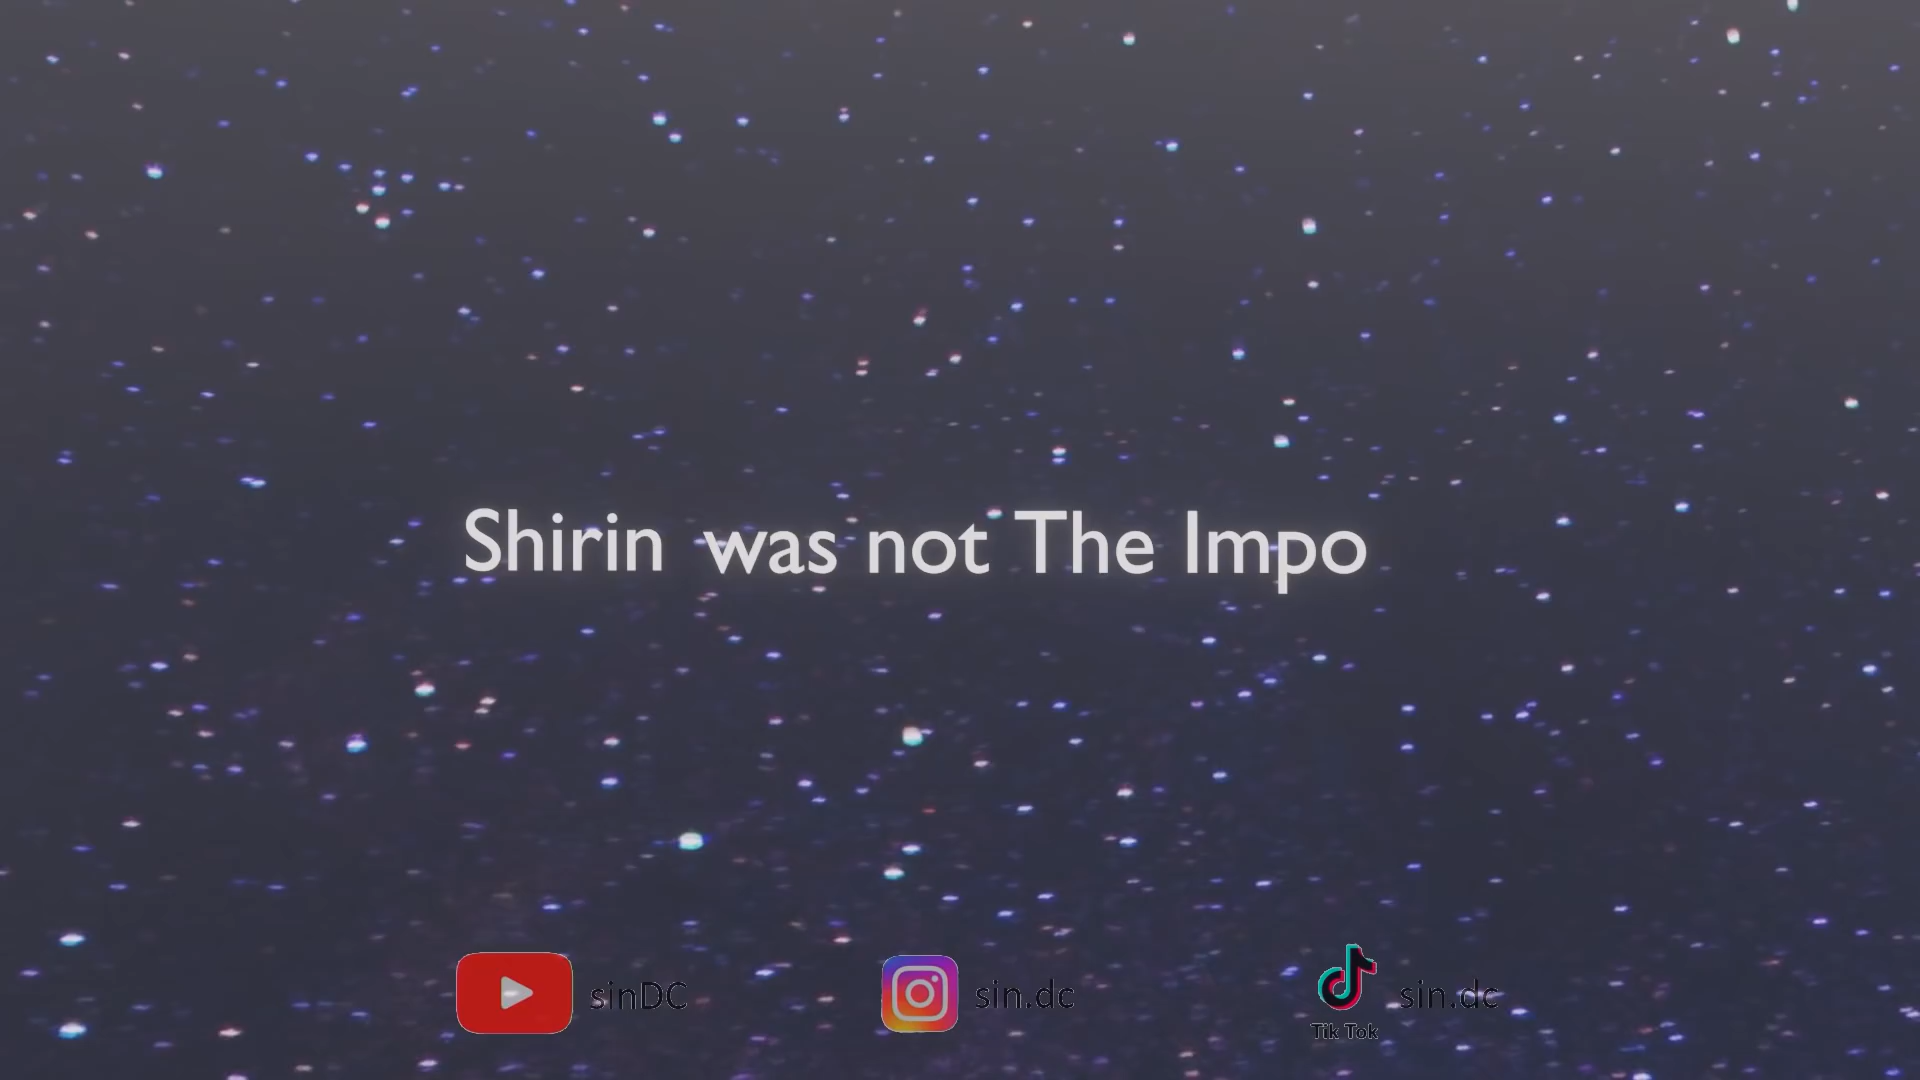 Shirin was not The Impo
sinDC
sin.dc
Tik Tok
sin.dc